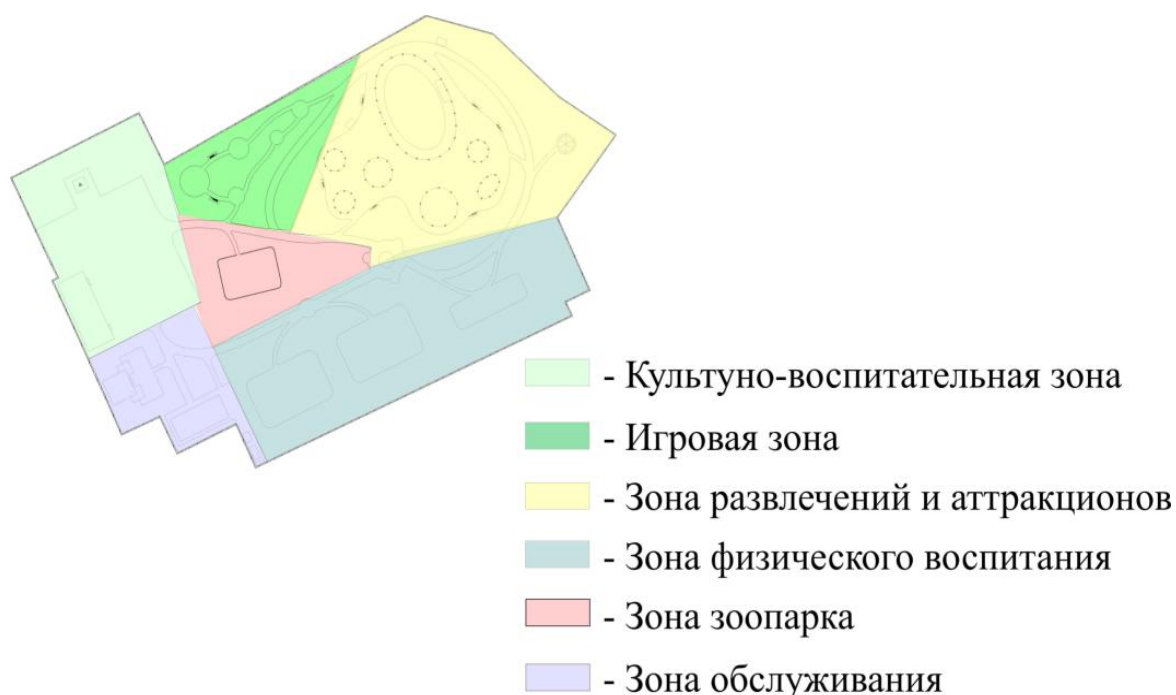 - Культуно-воспитательная зона
- Игровая зона
- Зона развлечений и аттракционов
- Зона физического воспитания
- Зона зоопарка
- Зона обслуживания